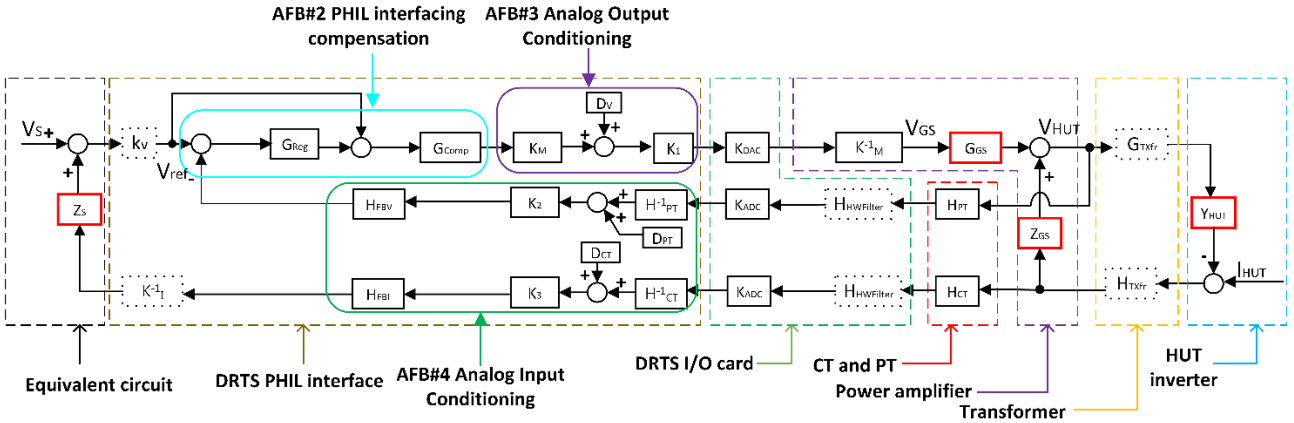 AFB#2 PHIL interfacing
compensation
AFB#3 Analog Output
Conditioning
VS+
kV
GReg
GComp
KM
DV
+
+
K1
KDAC
K-1M
VGS
GGS
+
VHUT
GTXfr
Vref-
+
ZS
HFBV
K2
+
+
H-1PT
DPT
KADC
HHWFilter
HPT
+
ZGS
YHUT
DCT
K-1I
HFBI
K3
+
+
H-1CT
KADC
HHWFilter
HCT
HTXfr
-
IHUT
Equivalent circuit
DRTS PHIL interface
AFB#4 Analog Input
Conditioning
DRTS I/O card
CT and PT
Power amplifier
Transformer
HUT
inverter